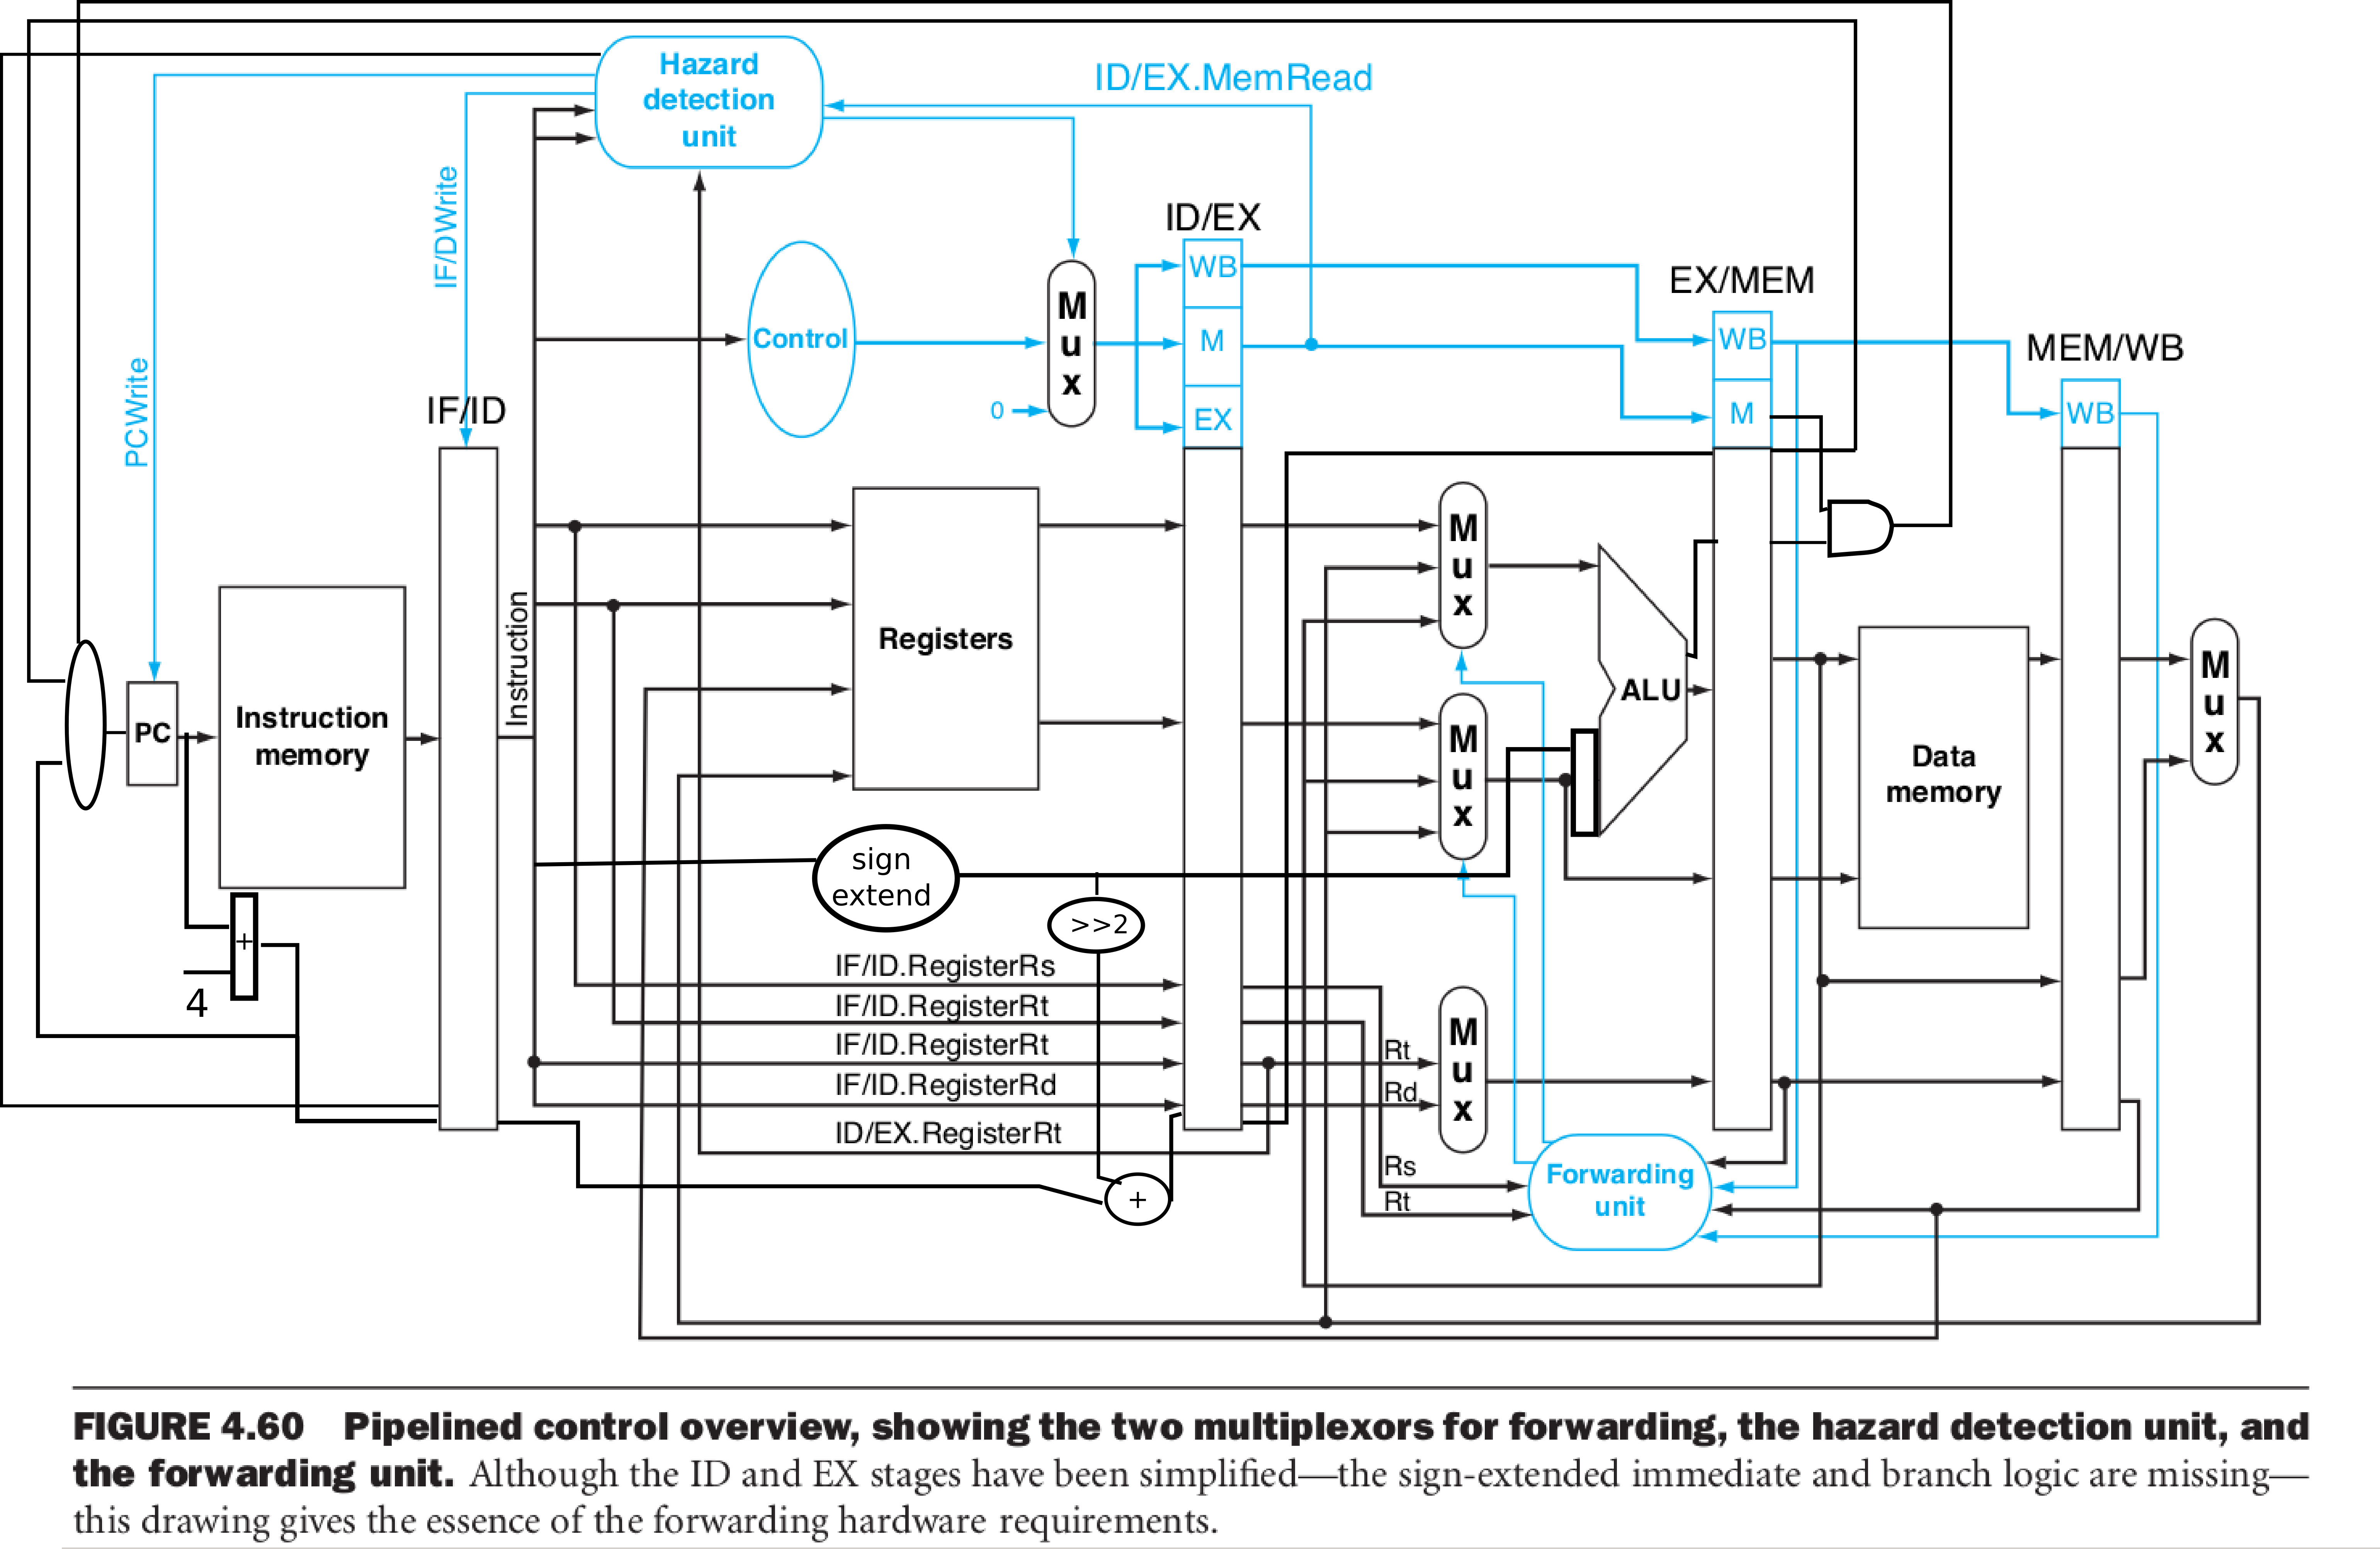 Hazard
detection
unit
ID/EX.MemRead
IF/DWrite
ID/EX
PCWrite
Control
Mux
0
WB
M
EX
EX/MEM
WB
M
MEM/WB
WB
IF/ID
Instruction
PC
Instruction
memory
Registers
Mux
Mux
ALU
Data
memory
Mux
sign
extend
>>2
+
4
IF/ID.RegisterRs
IF/ID.RegisterRt
IF/ID.RegisterRt
IF/ID.RegisterRd
ID/EX.RegisterRt
+
Rt
Rd
Mux
Rs
Rt
Forwarding
unit
FIGURE 4.60 Pipelined control overview, showing the two multiplexors for forwarding, the hazard detection unit, and
the forwarding unit. Although the ID and EX stages have been simplified—the sign-extended immediate and branch logic are missing—
this drawing gives the essence of the forwarding hardware requirements.